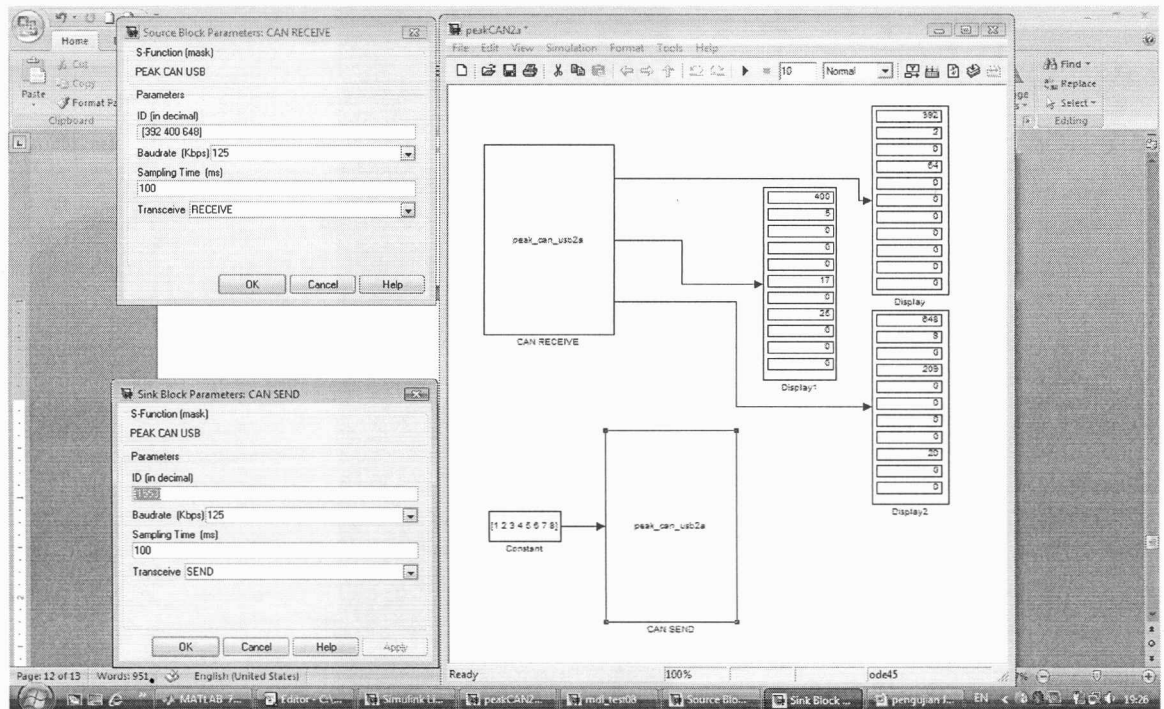 Home
Cut
Copy
Format Pa
Paste
Clipboard
Source Block Parameters: CAN RECEIVE
S-Function (mask)
PEAK CAN USB
Parameters
ID (in decimal)
[392 400 648]
Baudrate (Kbps) 125
Sampling Time (ms)
100
Transceive RECEIVE
OK Cancel Help
Sink Block Parameters: CAN SEND
S-Function (mask)
PEAK CAN USB
Parameters
ID (in decimal)
Baudrate (Kbps) 125
Sampling Time (ms)
100
Transceive SEND
OK Cancel Help Apply
peakCAN2a *
File Edit View Simulation Format Tools Help
10 Normal
peak_can_usb2a
CAN RECEIVE
392
2
0
64
0
0
0
0
0
0
0
Display
400
5
0
0
0
17
0
0
0
0
Display1
648
8
0
209
0
0
0
0
20
0
0
Display2
[1 2 3 4 5 6 7 8]
Constant
peak_can_usb2a
CAN SEND
Ready 100% ode45
Find
Replace
Select
Editing
Page: 12 of 13 Words: 951 English (United States)
MATLAB 7... Editor - C:\... Simulink Li... peakCAN2... mdl_test08 Source Blo... Sink Block ... pengujian f... EN 19:26